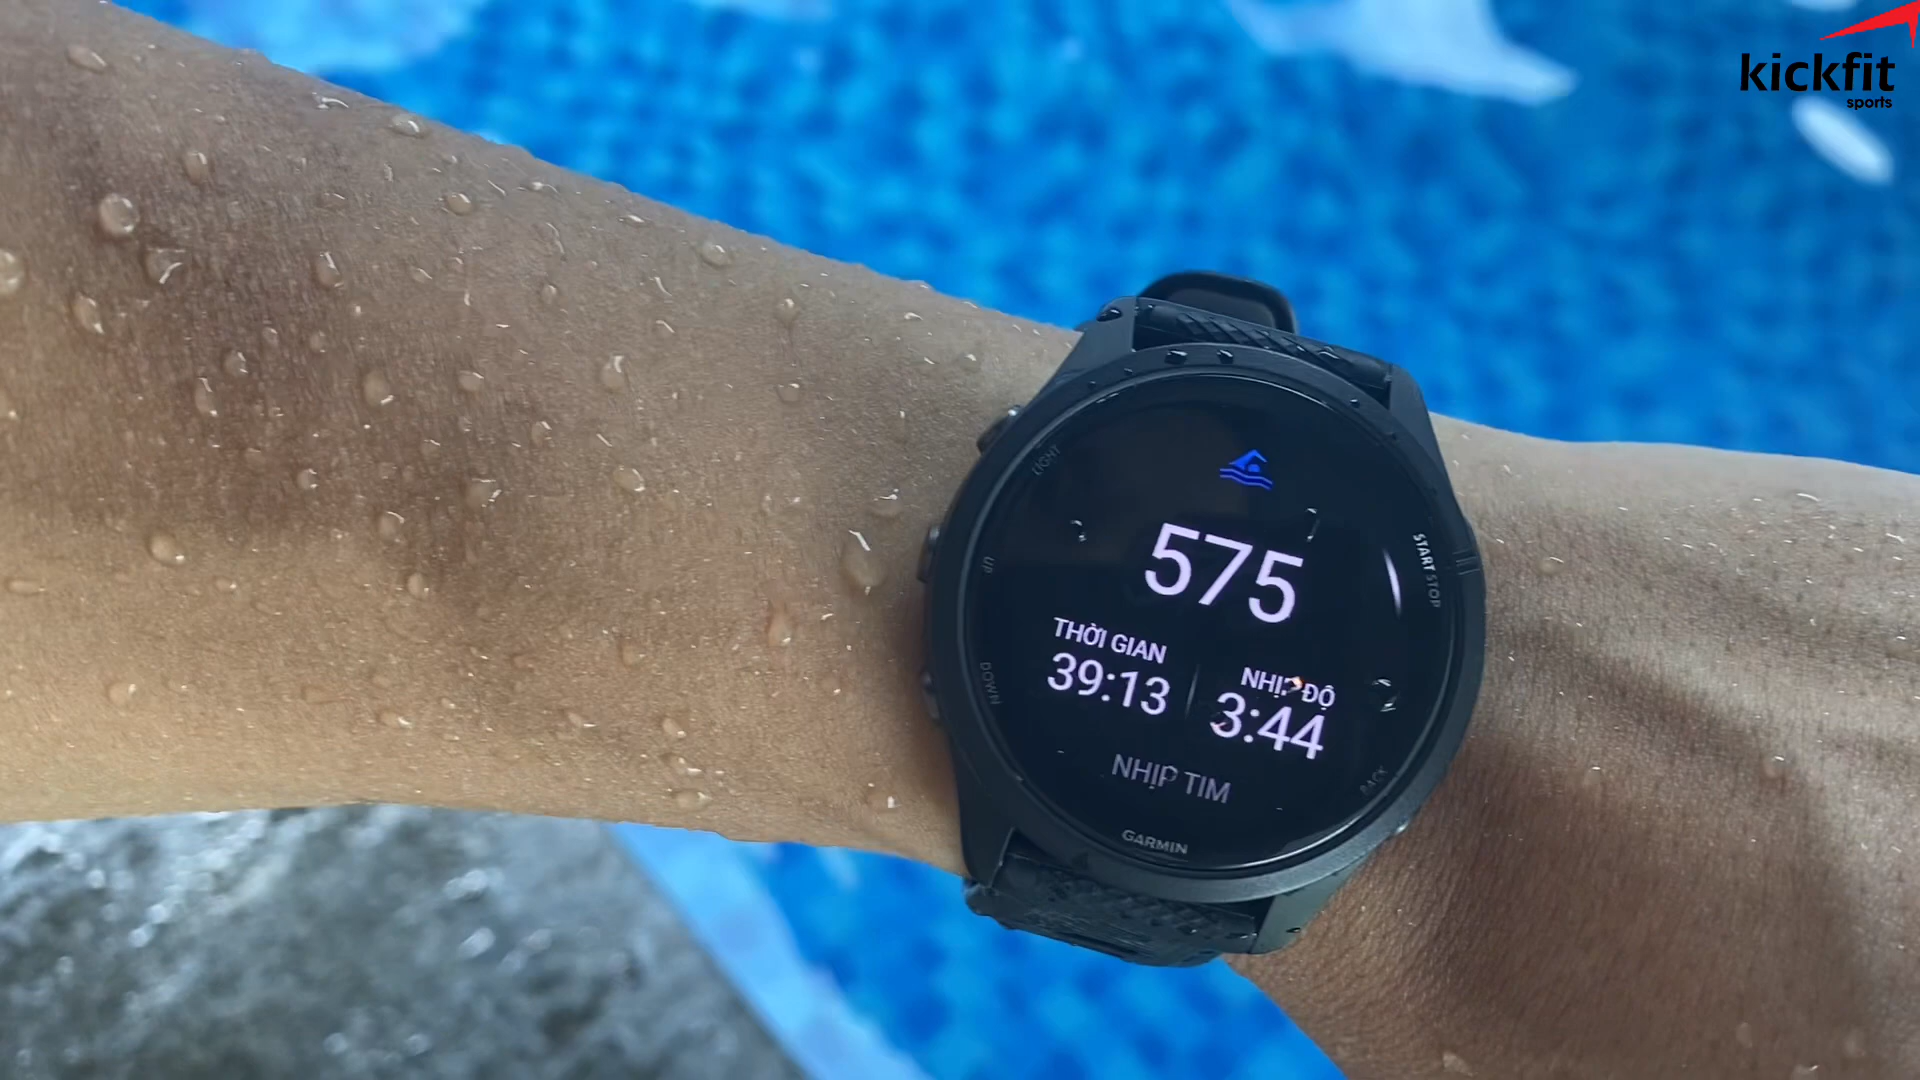 kickfit
sports
LIGHT
575
START STOP
UP
THỜI GIAN
NHỊP ĐỘ
39:13
3:44
DOWN
NHỊP TIM
BACK
GARMIN